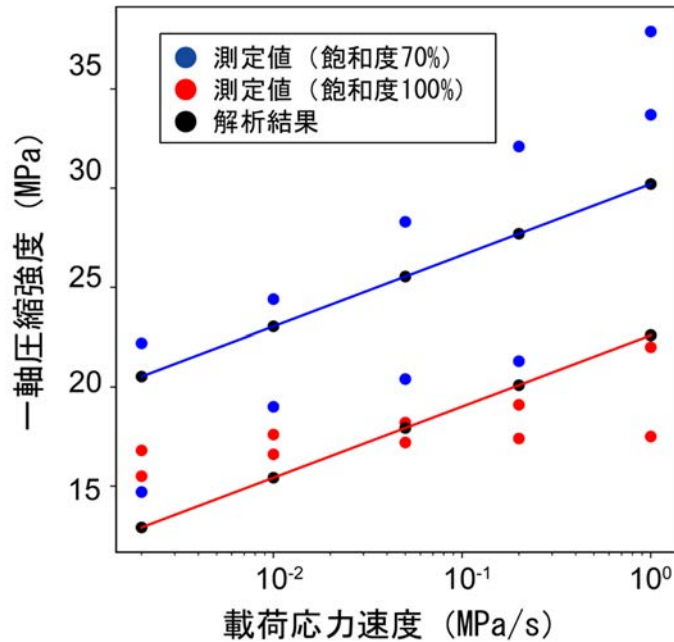 測定値（飽和度70%）
測定値（飽和度100%）
解析結果
一軸圧縮強度 (MPa)
35
30
25
20
15
10⁻² 10⁻¹ 10⁰
載荷応力速度 (MPa/s)